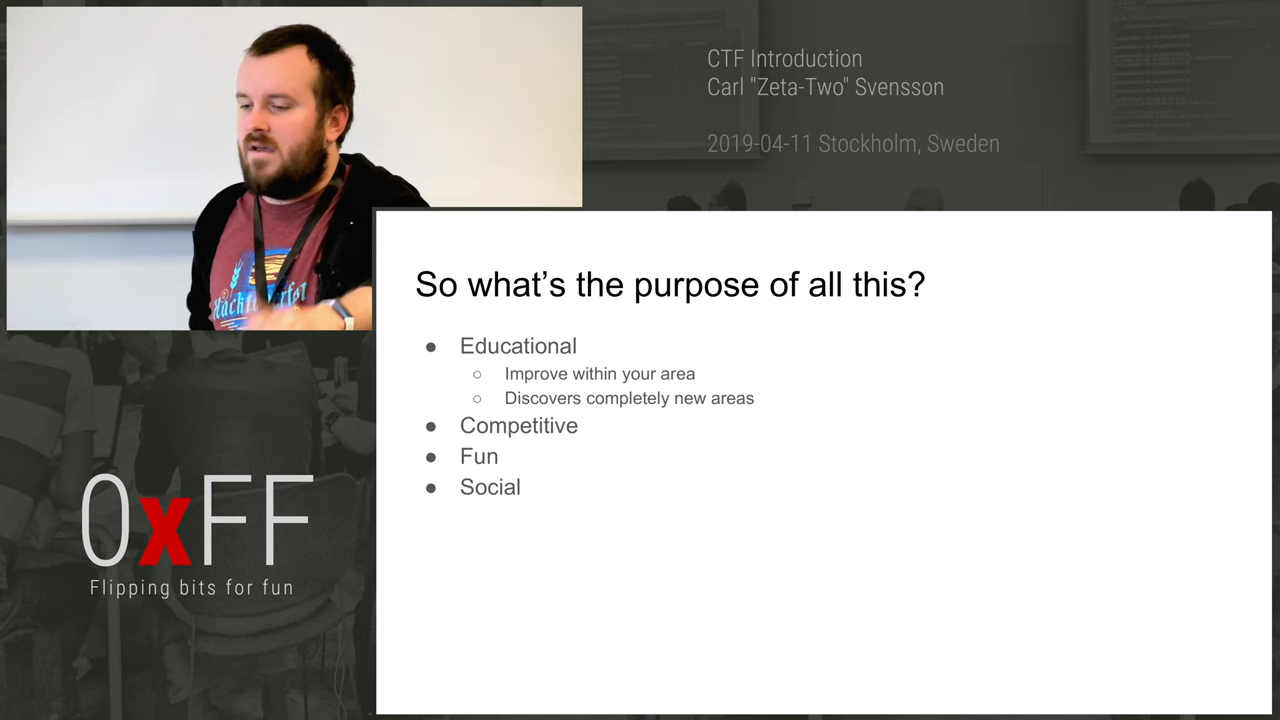 CTF Introduction
Carl "Zeta-Two" Svensson
2019-04-11 Stockholm, Sweden
So what’s the purpose of all this?
● Educational
○ Improve within your area
○ Discovers completely new areas
● Competitive
● Fun
● Social
0xFF
Flipping bits for fun